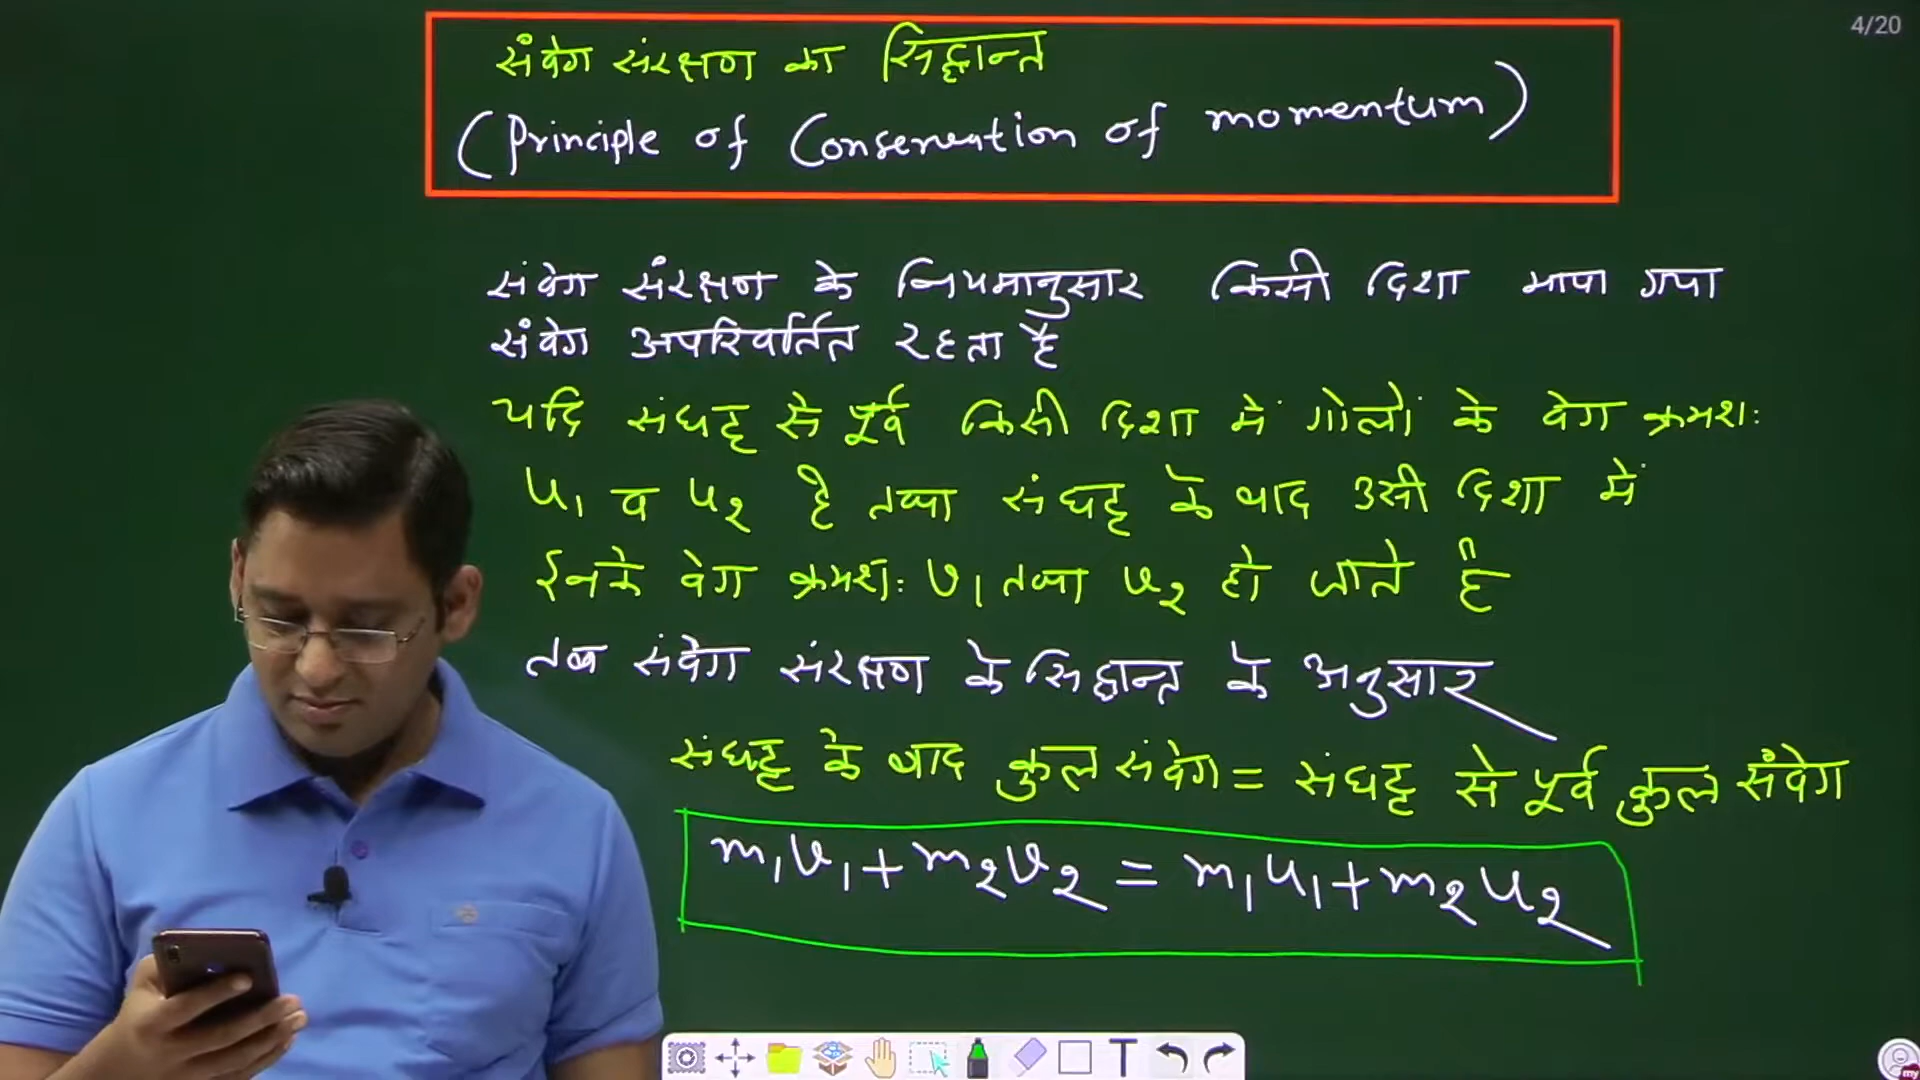 4/20
संवेग संरक्षण का सिद्धान्त
(Principle of Conservation of momentum)
संवेग संरक्षण के नियमानुसार किसी दिशा मापा गया
संवेग अपरिवर्तित रहता है
यदि संघट्ट से पूर्व किसी दिशा में गोलों के वेग क्रमशः
u₁ व u₂ है तथा संघट्ट के बाद उसी दिशा में
इनके वेग क्रमशः v₁ तथा v₂ हो जाते है
तब संवेग संरक्षण के सिद्धान्त के अनुसार
संघट्ट के बाद कुल संवेग = संघट्ट से पूर्व कुल संवेग
m₁v₁ + m₂v₂ = m₁u₁ + m₂u₂
T
my